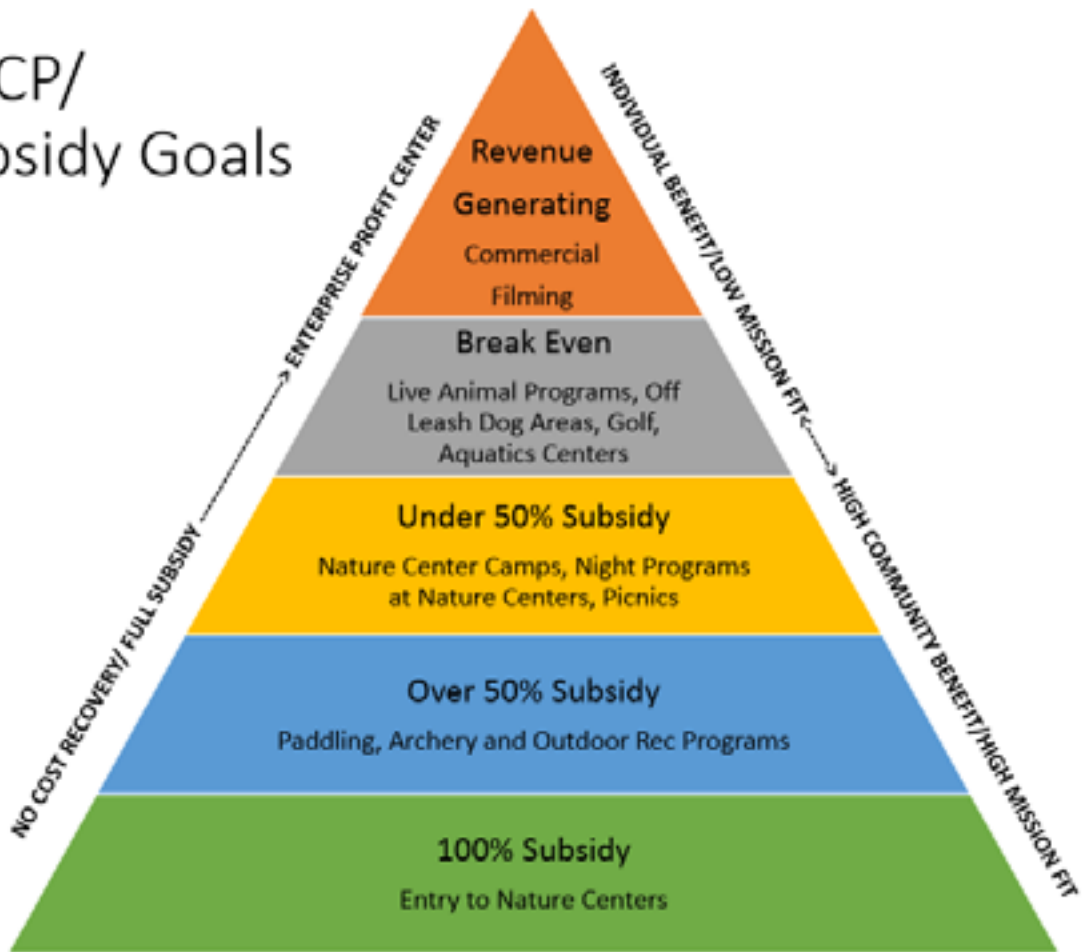 CP/
sidy Goals
Revenue
Generating
Commercial
Filming
Break Even
Live Animal Programs, Off
Leash Dog Areas, Golf,
Aquatics Centers
Under 50% Subsidy
Nature Center Camps, Night Programs
at Nature Centers, Picnics
Over 50% Subsidy
Paddling, Archery and Outdoor Rec Programs
100% Subsidy
Entry to Nature Centers
NO COST RECOVERY/ FULL SUBSIDY ---------> ENTERPRISE PROFIT CENTER
INDIVIDUAL BENEFIT/LOW MISSION FIT<-----> HIGH COMMUNITY BENEFIT/HIGH MISSION FIT